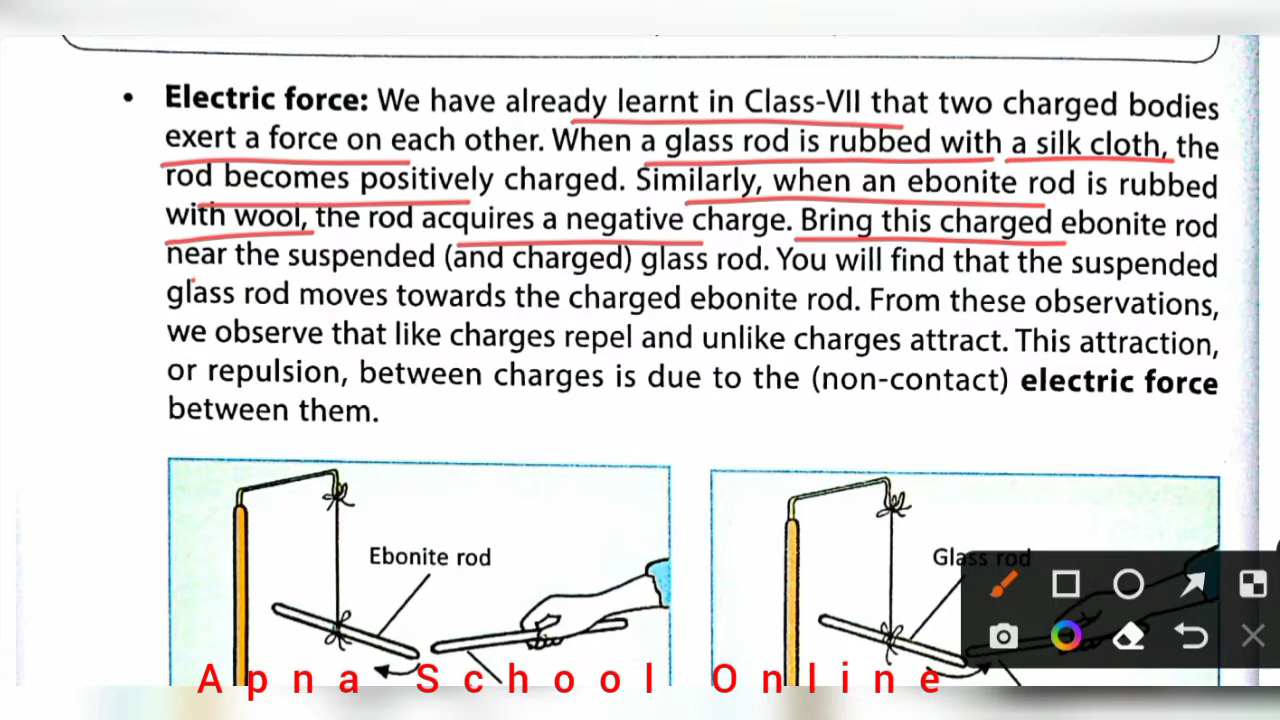 • Electric force: We have already learnt in Class-VII that two charged bodies
exert a force on each other. When a glass rod is rubbed with a silk cloth, the
rod becomes positively charged. Similarly, when an ebonite rod is rubbed
with wool, the rod acquires a negative charge. Bring this charged ebonite rod
near the suspended (and charged) glass rod. You will find that the suspended
glass rod moves towards the charged ebonite rod. From these observations,
we observe that like charges repel and unlike charges attract. This attraction,
or repulsion, between charges is due to the (non-contact) electric force
between them.
Ebonite rod
Glass rod
Apna School Online